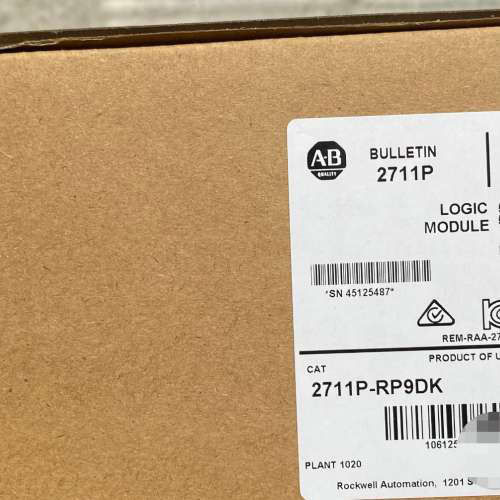 A-B
QUALITY
BULLETIN
2711P
LOGIC
MODULE
*SN 45125487*
REM-RAA-27
PRODUCT OF U
CAT
2711P-RP9DK
106125
PLANT 1020
Rockwell Automation, 1201 S